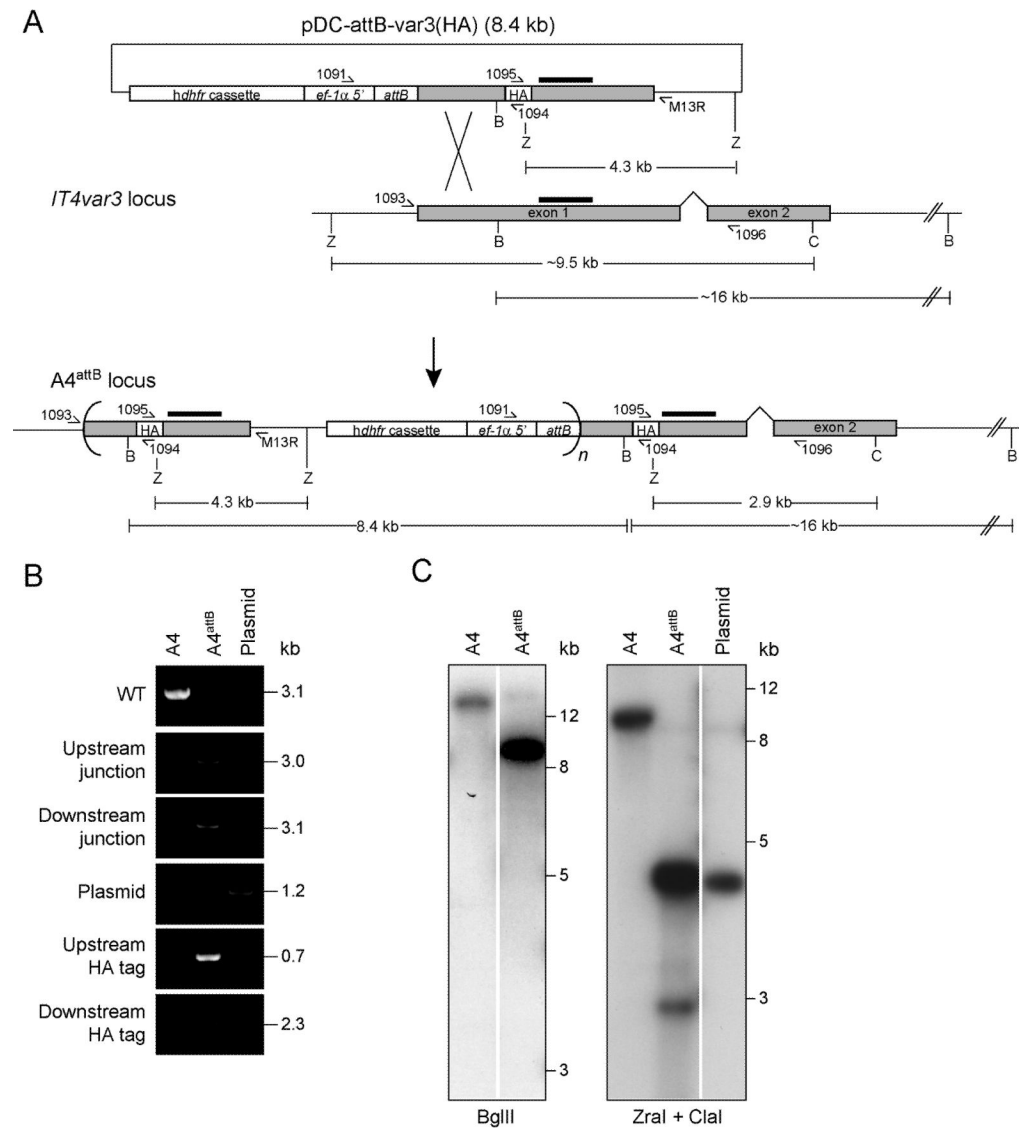 A
pDC-attB-var3(HA) (8.4 kb)
1091
1095
hdhfr cassette
ef-1α 5'
attB
HA
1094
M13R
B
Z
Z
4.3 kb
IT4var3 locus
1093
exon 1
exon 2
1096
Z
B
C
B
~9.5 kb
~16 kb
A4attB locus
1093
1095
1091
1095
HA
hdhfr cassette
ef-1α 5'
attB
HA
exon 2
1094
M13R
n
1094
1096
B
Z
Z
B
Z
C
B
4.3 kb
2.9 kb
8.4 kb
~16 kb
B
A4
A4attB
Plasmid
kb
WT
3.1
Upstream
junction
3.0
Downstream
junction
3.1
Plasmid
1.2
Upstream
HA tag
0.7
Downstream
HA tag
2.3
C
A4
A4attB
kb
12
8
5
3
BglII
A4
A4attB
Plasmid
kb
12
8
5
3
ZraI + ClaI